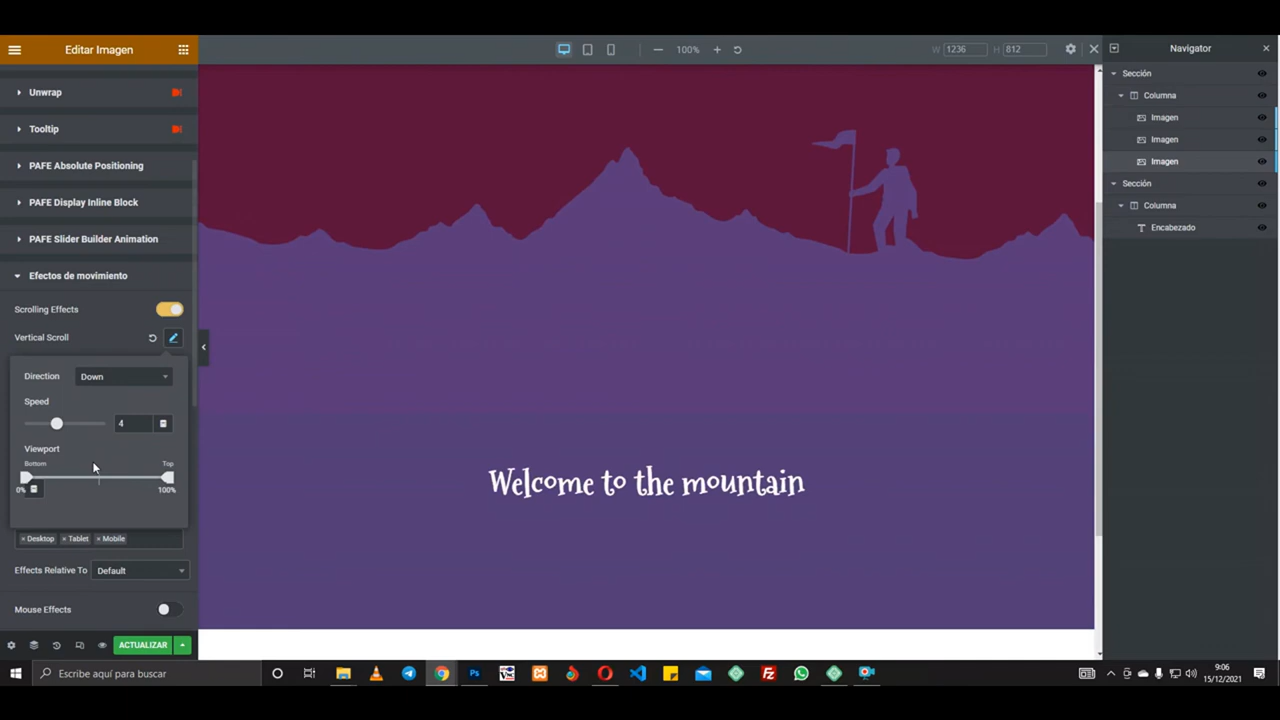 Editar Imagen
100%
W 1236 H 812
Navigator
Unwrap
Tooltip
PAFE Absolute Positioning
PAFE Display Inline Block
PAFE Slider Builder Animation
Efectos de movimiento
Scrolling Effects
Vertical Scroll
Direction Down
Speed
4
Viewport
Bottom Top
0% 100%
× Desktop × Tablet × Mobile
Effects Relative To Default
Mouse Effects
ACTUALIZAR
Welcome to the mountain
Sección
Columna
Imagen
Imagen
Imagen
Sección
Columna
Encabezado
Escribe aquí para buscar
Ps
FZ
9:06
15/12/2021